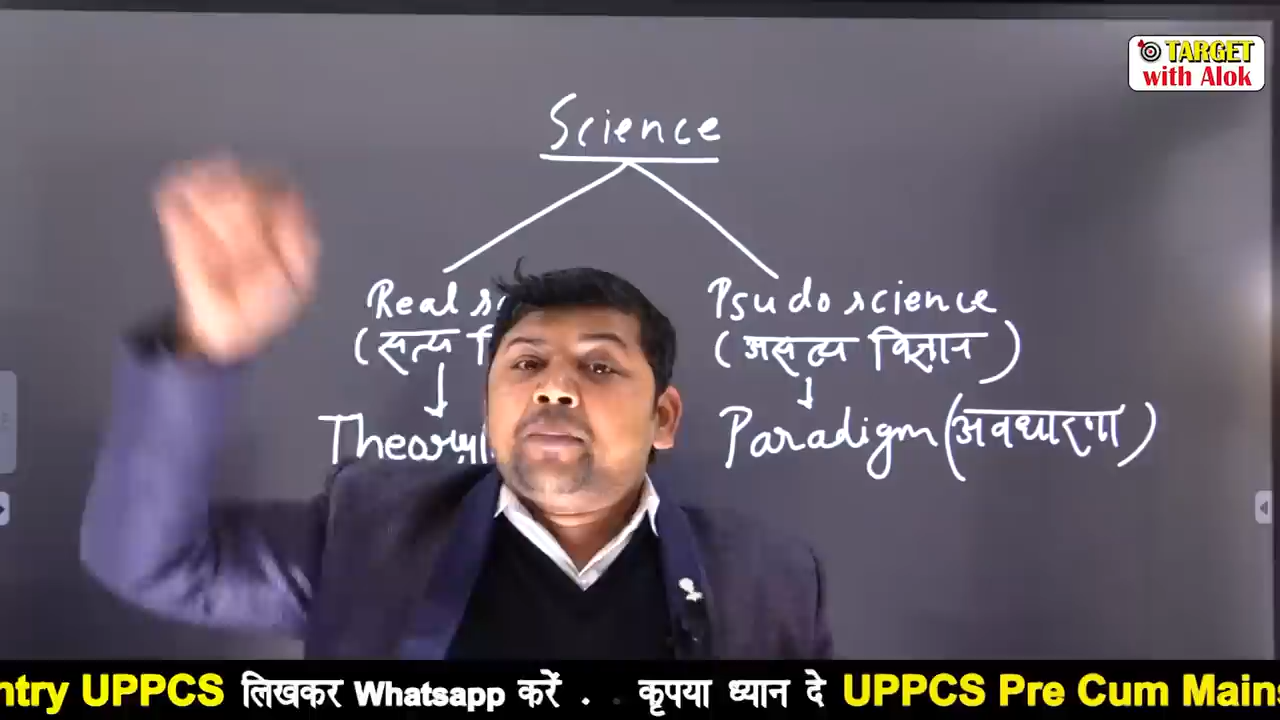 TARGET
with Alok
Science
Real
Psudo science
(सत्य
(असत्य विज्ञान)
Theory
Paradigm (अवधारणा)
ntry UPPCS लिखकर Whatsapp करें . . कृपया ध्यान दे UPPCS Pre Cum Mains